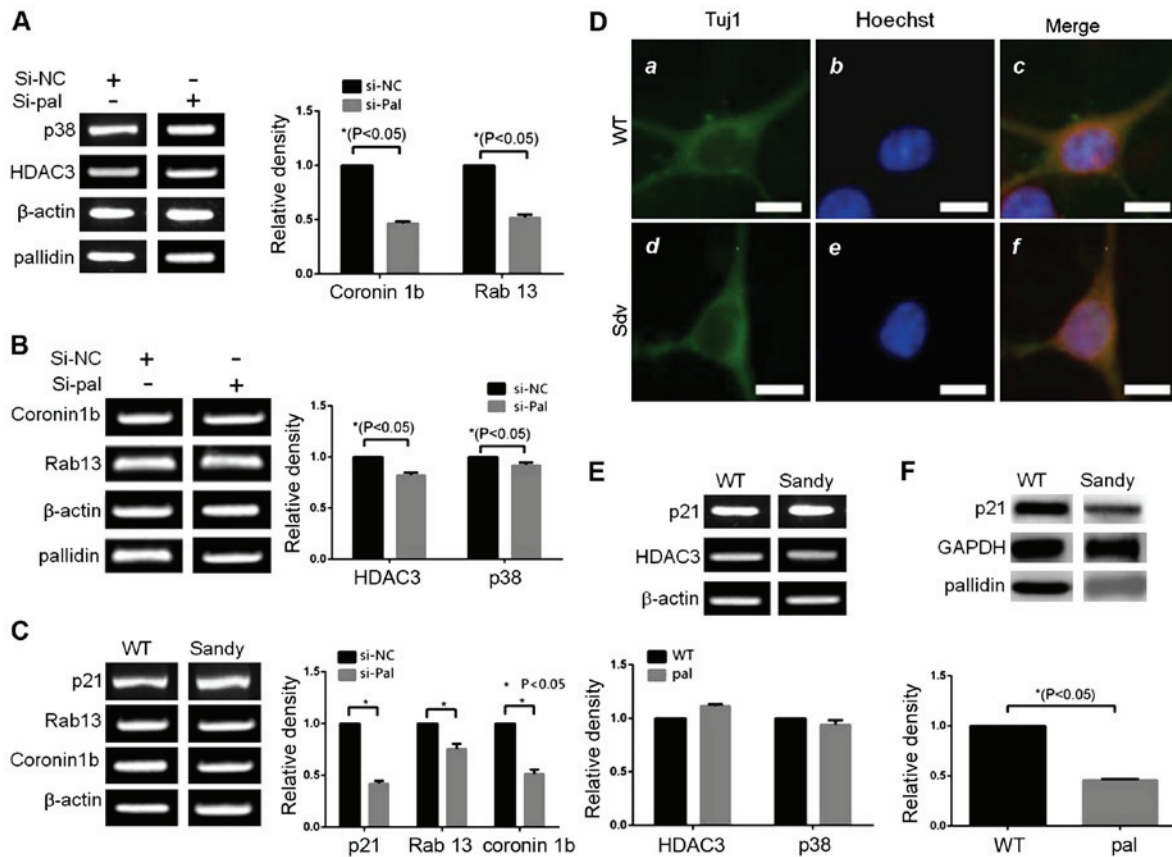 A
Si-NC + -
Si-pal - +
p38
HDAC3
β-actin
pallidin
si-NC
si-Pal
Relative density
1.5
1.0
0.5
0.0
*(P<0.05)
*(P<0.05)
Coronin 1b
Rab 13
B
Si-NC + -
Si-pal - +
Coronin1b
Rab13
β-actin
pallidin
si-NC
si-Pal
Relative density
1.5
1.0
0.5
0.0
*(P<0.05)
*(P<0.05)
HDAC3
p38
C
WT Sandy
p21
Rab13
Coronin1b
β-actin
si-NC
si-Pal
* P<0.05
Relative density
1.5
1.0
0.5
0.0
* * *
p21
Rab 13
coronin 1b
D
Tuj1 Hoechst Merge
WT
a b c
Sdv
d e f
E
WT Sandy
p21
HDAC3
β-actin
WT
pal
Relative density
1.5
1.0
0.5
0.0
HDAC3
p38
F
WT Sandy
p21
GAPDH
pallidin
*(P<0.05)
Relative density
1.5
1.0
0.5
0.0
WT
pal